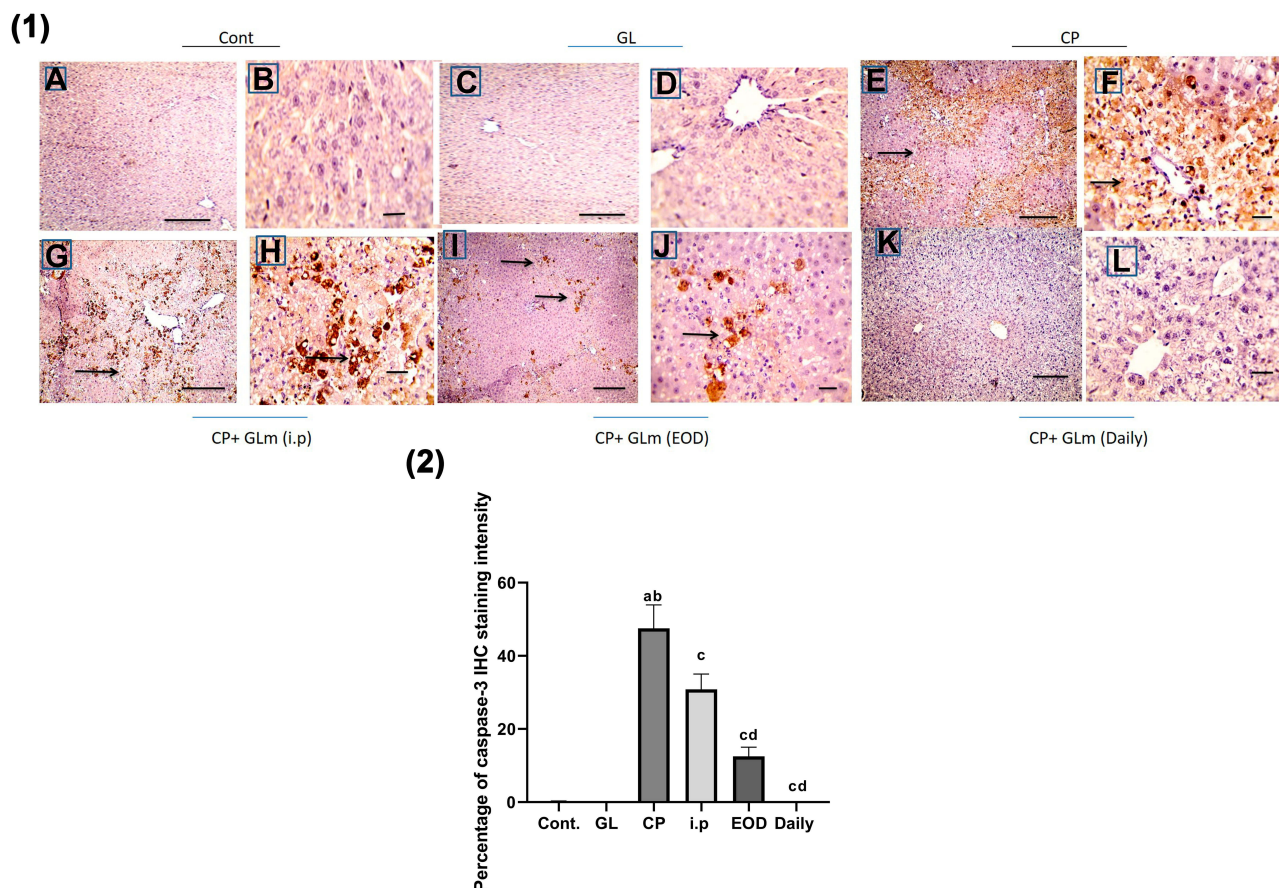 (1)
Cont
GL
CP
A
B
C
D
E
F
G
H
I
J
K
L
CP+ GLm (i.p)
CP+ GLm (EOD)
CP+ GLm (Daily)
(2)
Percentage of caspase-3 IHC staining intensity
60
40
20
0
ab
c
cd
cd
Cont. GL CP i.p EOD Daily